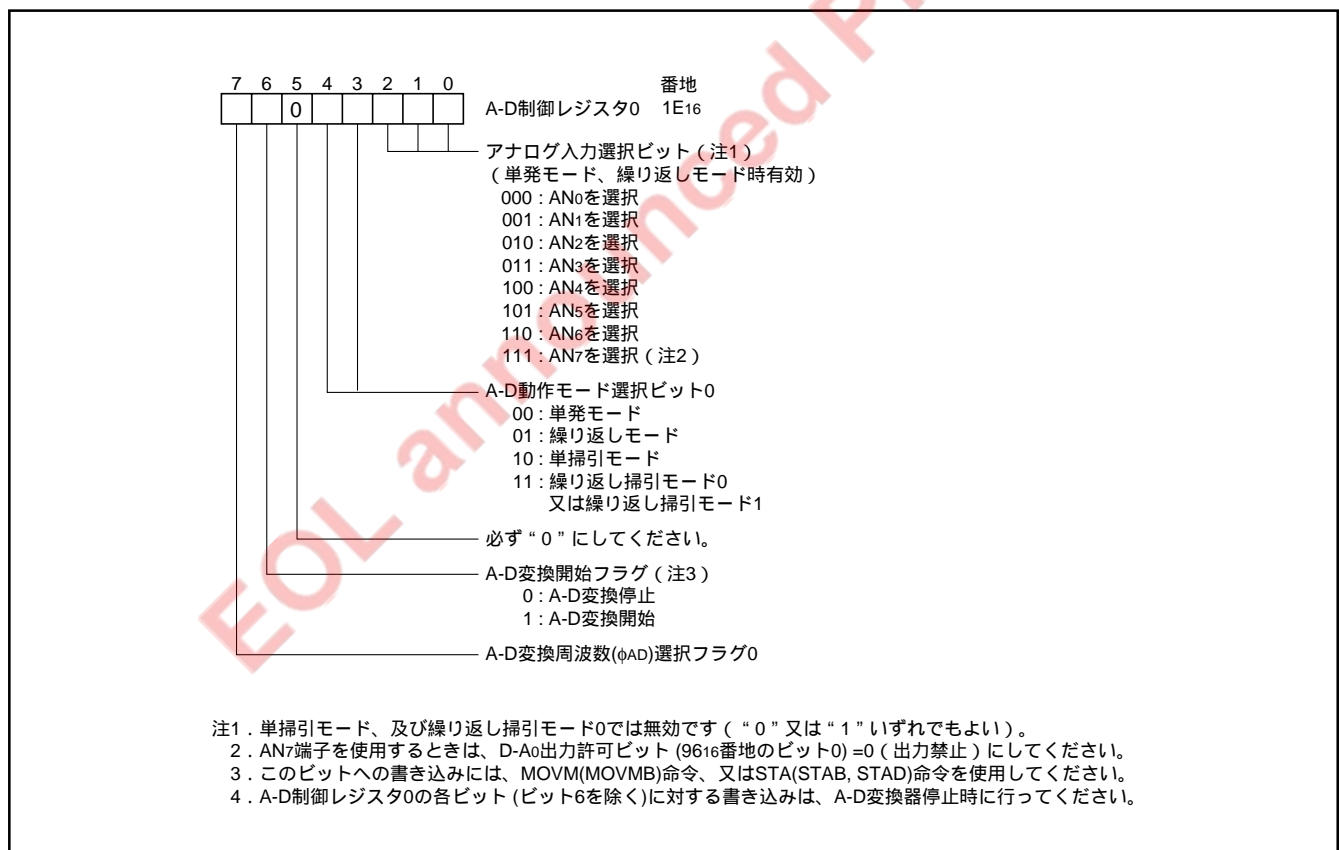 EOL announced P
7 6 5 4 3 2 1 0
番地
0
A-D制御レジスタ0 1E16
アナログ入力選択ビット(注1)
(単発モード、繰り返しモード時有効)
000 : AN0を選択
001 : AN1を選択
010 : AN2を選択
011 : AN3を選択
100 : AN4を選択
101 : AN5を選択
110 : AN6を選択
111 : AN7を選択(注2)
A-D動作モード選択ビット0
00 : 単発モード
01 : 繰り返しモード
10 : 単掃引モード
11 : 繰り返し掃引モード0
又は繰り返し掃引モード1
必ず“0”にしてください。
A-D変換開始フラグ(注3)
0 : A-D変換停止
1 : A-D変換開始
A-D変換周波数(φAD)選択フラグ0
注1．単掃引モード、及び繰り返し掃引モード0では無効です(“0”又は“1”いずれでもよい)。
2．AN7端子を使用するときは、D-A0出力許可ビット (9616番地のビット0) =0(出力禁止)にしてください。
3．このビットへの書き込みには、MOVM(MOVMB)命令、又はSTA(STAB, STAD)命令を使用してください。
4．A-D制御レジスタ0の各ビット (ビット6を除く)に対する書き込みは、A-D変換器停止時に行ってください。